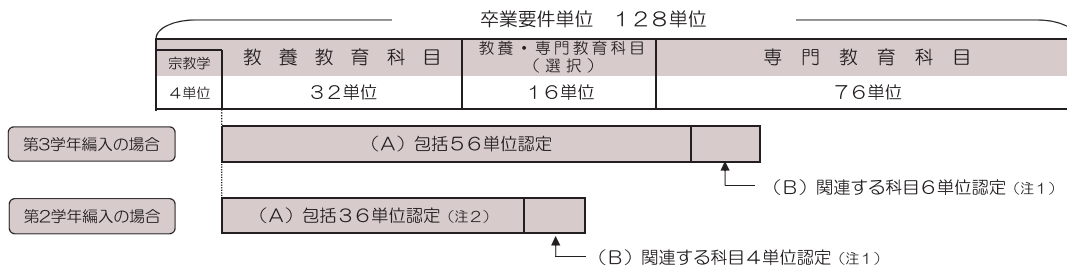 卒業要件単位　１２８単位
宗教学
教養教育科目
教養・専門教育科目
（選択）
専門教育科目
４単位
３２単位
１６単位
７６単位
第３学年編入の場合
（Ａ）包括５６単位認定
（Ｂ）関連する科目６単位認定（注１）
第２学年編入の場合
（Ａ）包括３６単位認定（注２）
（Ｂ）関連する科目４単位認定（注１）